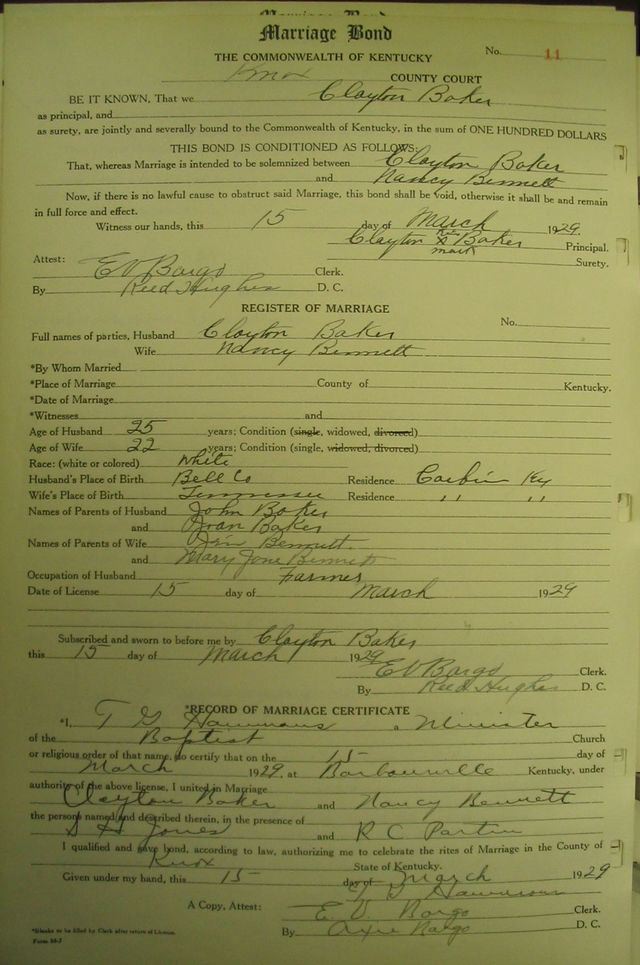 Marriage Bond
THE COMMONWEALTH OF KENTUCKY
No. 11
Knox COUNTY COURT
BE IT KNOWN, That we Clayton Baker
as principal, and
as surety, are jointly and severally bound to the Commonwealth of Kentucky, in the sum of ONE HUNDRED DOLLARS
THIS BOND IS CONDITIONED AS FOLLOWS:
That, whereas Marriage is intended to be solemnized between Clayton Baker
and Nancy Bennett
Now, if there is no lawful cause to obstruct said Marriage, this bond shall be void, otherwise it shall be and remain
in full force and effect.
Witness our hands, this 15 day of March 1929.
Clayton his X mark Baker Principal.
Surety.
Attest: E V Bargo Clerk.
By Reed Hughes D. C.
REGISTER OF MARRIAGE
No.
Full names of parties, Husband Clayton Baker
Wife Nancy Bennett
*By Whom Married
*Place of Marriage County of Kentucky.
*Date of Marriage
*Witnesses and
Age of Husband 25 years; Condition (single, widowed, divorced)
Age of Wife 22 years; Condition (single, widowed, divorced)
Race: (white or colored) White
Husband's Place of Birth Bell Co Residence Corbin Ky
Wife's Place of Birth Tennessee Residence " "
Names of Parents of Husband John Baker
and Baker
Names of Parents of Wife Jim Bennett
and Mary Jane Bennett
Occupation of Husband Farmer
Date of License 15 day of March 1929
Subscribed and sworn to before me by Clayton Baker
this 15 day of March 1929
E V Bargo Clerk.
By Reed Hughes D. C.
*RECORD OF MARRIAGE CERTIFICATE
*I, T G a Minister
of the Baptist Church
or religious order of that name, do certify that on the 15 day of
March 1929, at Barbourville Kentucky, under
authority of the above license, I united in Marriage
Clayton Baker and Nancy Bennett
the persons named and described therein, in the presence of
Jones and R C Partin
I qualified and gave bond, according to law, authorizing me to celebrate the rites of Marriage in the County of
Knox State of Kentucky.
Given under my hand, this 15 day of March 1929
A Copy, Attest: E. V. Bargo Clerk.
By Bargo D. C.
*Blanks to be filled by Clerk after return of License.